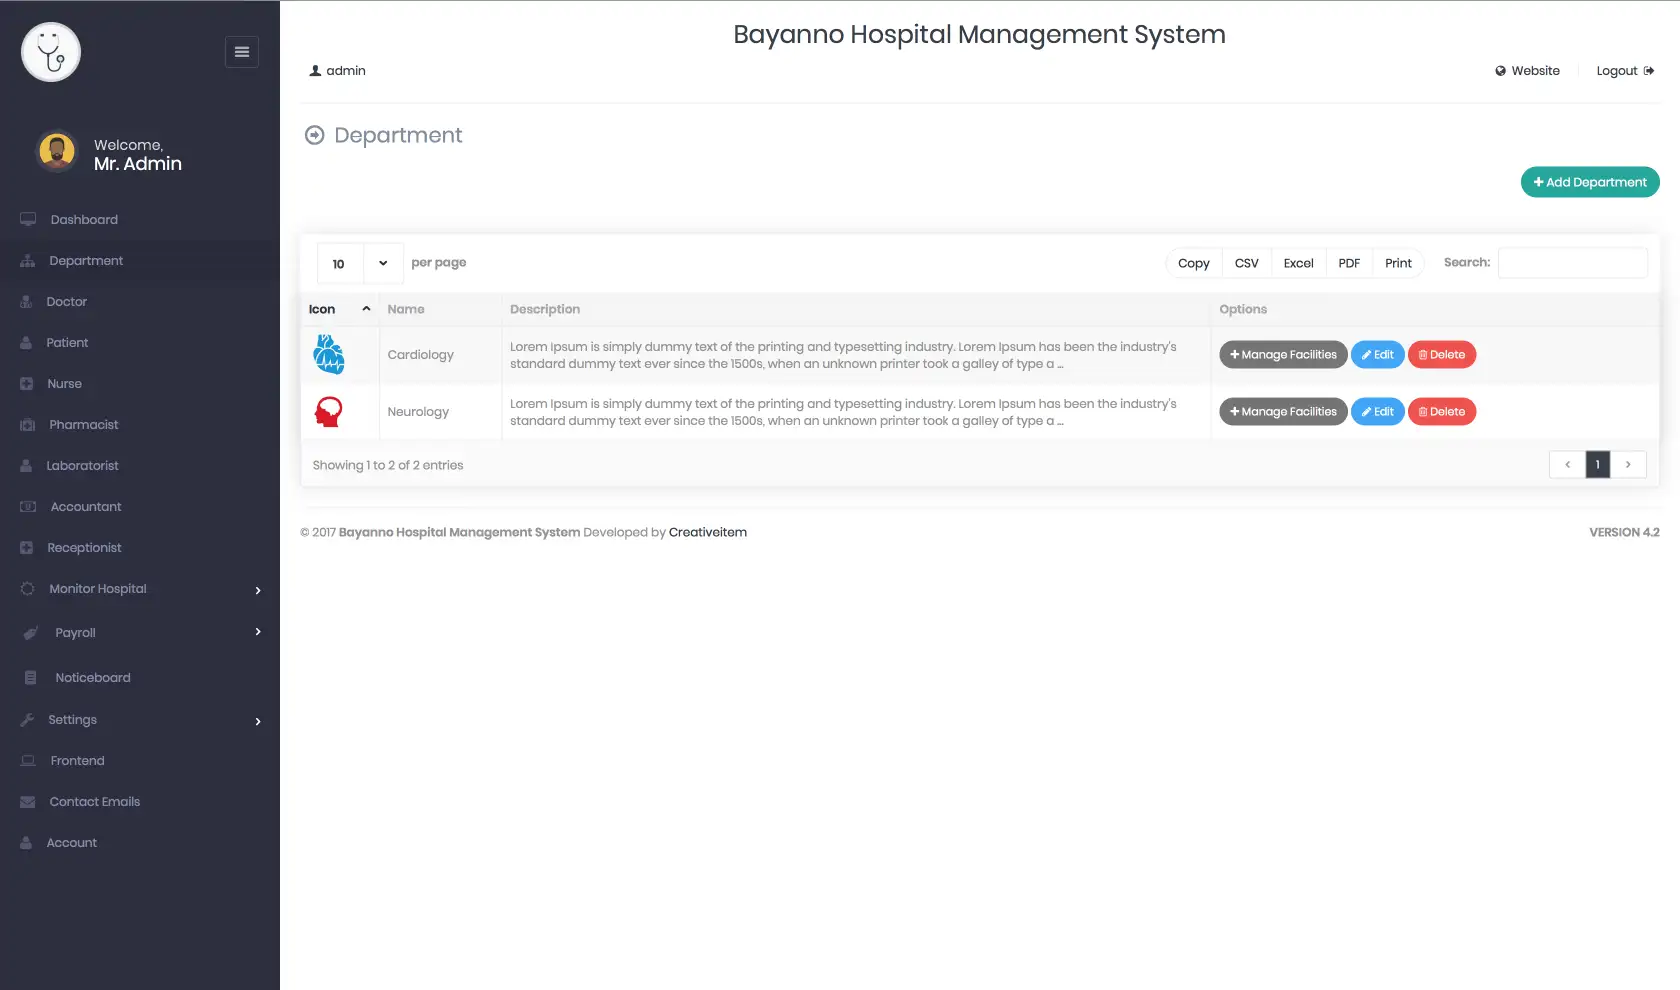 Bayanno Hospital Management System
admin
Website
Logout
Welcome,
Mr. Admin
Dashboard
Department
Doctor
Patient
Nurse
Pharmacist
Laboratorist
Accountant
Receptionist
Monitor Hospital
Payroll
Noticeboard
Settings
Frontend
Contact Emails
Account
Department
Add Department
10 per page
Copy CSV Excel PDF Print Search:
Icon Name Description Options
Cardiology
Lorem Ipsum is simply dummy text of the printing and typesetting industry. Lorem Ipsum has been the industry's
standard dummy text ever since the 1500s, when an unknown printer took a galley of type a ...
Manage Facilities Edit Delete
Neurology
Lorem Ipsum is simply dummy text of the printing and typesetting industry. Lorem Ipsum has been the industry's
standard dummy text ever since the 1500s, when an unknown printer took a galley of type a ...
Manage Facilities Edit Delete
Showing 1 to 2 of 2 entries
1
© 2017 Bayanno Hospital Management System Developed by Creativeitem
VERSION 4.2